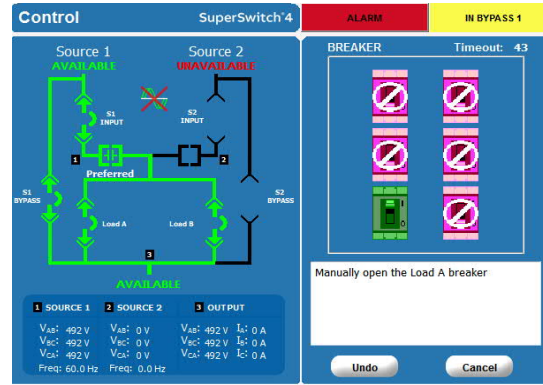 Control
SuperSwitch™4
ALARM
IN BYPASS 1
Source 1
AVAILABLE
Source 2
UNAVAILABLE
S1
INPUT
S2
INPUT
1
2
Preferred
S1
BYPASS
S2
BYPASS
Load A
Load B
3
AVAILABLE
1 SOURCE 1 2 SOURCE 2 3 OUTPUT
VAB: 492 V VAB: 0 V VAB: 492 V IA: 0 A
VBC: 492 V VBC: 0 V VBC: 492 V IB: 0 A
VCA: 492 V VCA: 0 V VCA: 492 V IC: 0 A
Freq: 60.0 Hz Freq: 0.0 Hz
BREAKER
Timeout: 43
I
0
Manually open the Load A breaker
Undo
Cancel